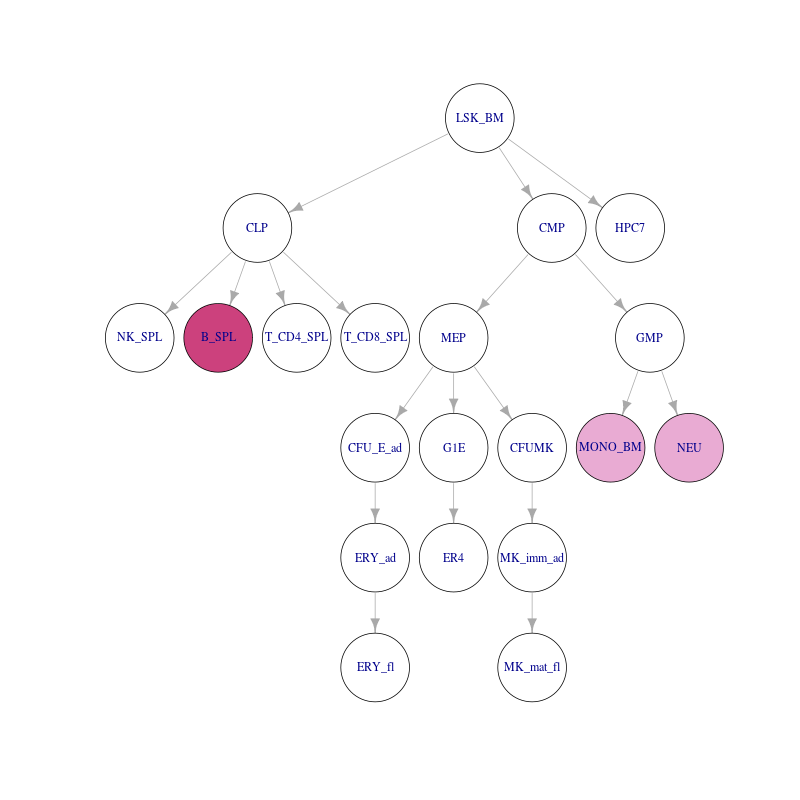 LSK_BM
CLP
CMP
HPC7
NK_SPL
B_SPL
T_CD4_SPL
T_CD8_SPL
MEP
GMP
CFU_E_ad
G1E
CFUMK
MONO_BM
NEU
ERY_ad
ER4
MK_imm_ad
ERY_fl
MK_mat_fl